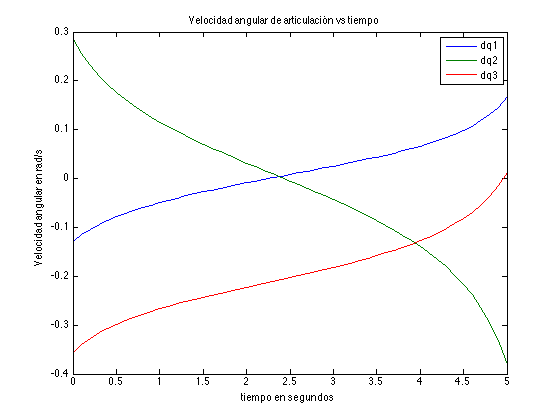 Velocidad angular de articulación vs tiempo
dq1
dq2
dq3
Velocidad angular en rad/s
0.3
0.2
0.1
0
-0.1
-0.2
-0.3
-0.4
0 0.5 1 1.5 2 2.5 3 3.5 4 4.5 5
tiempo en segundos